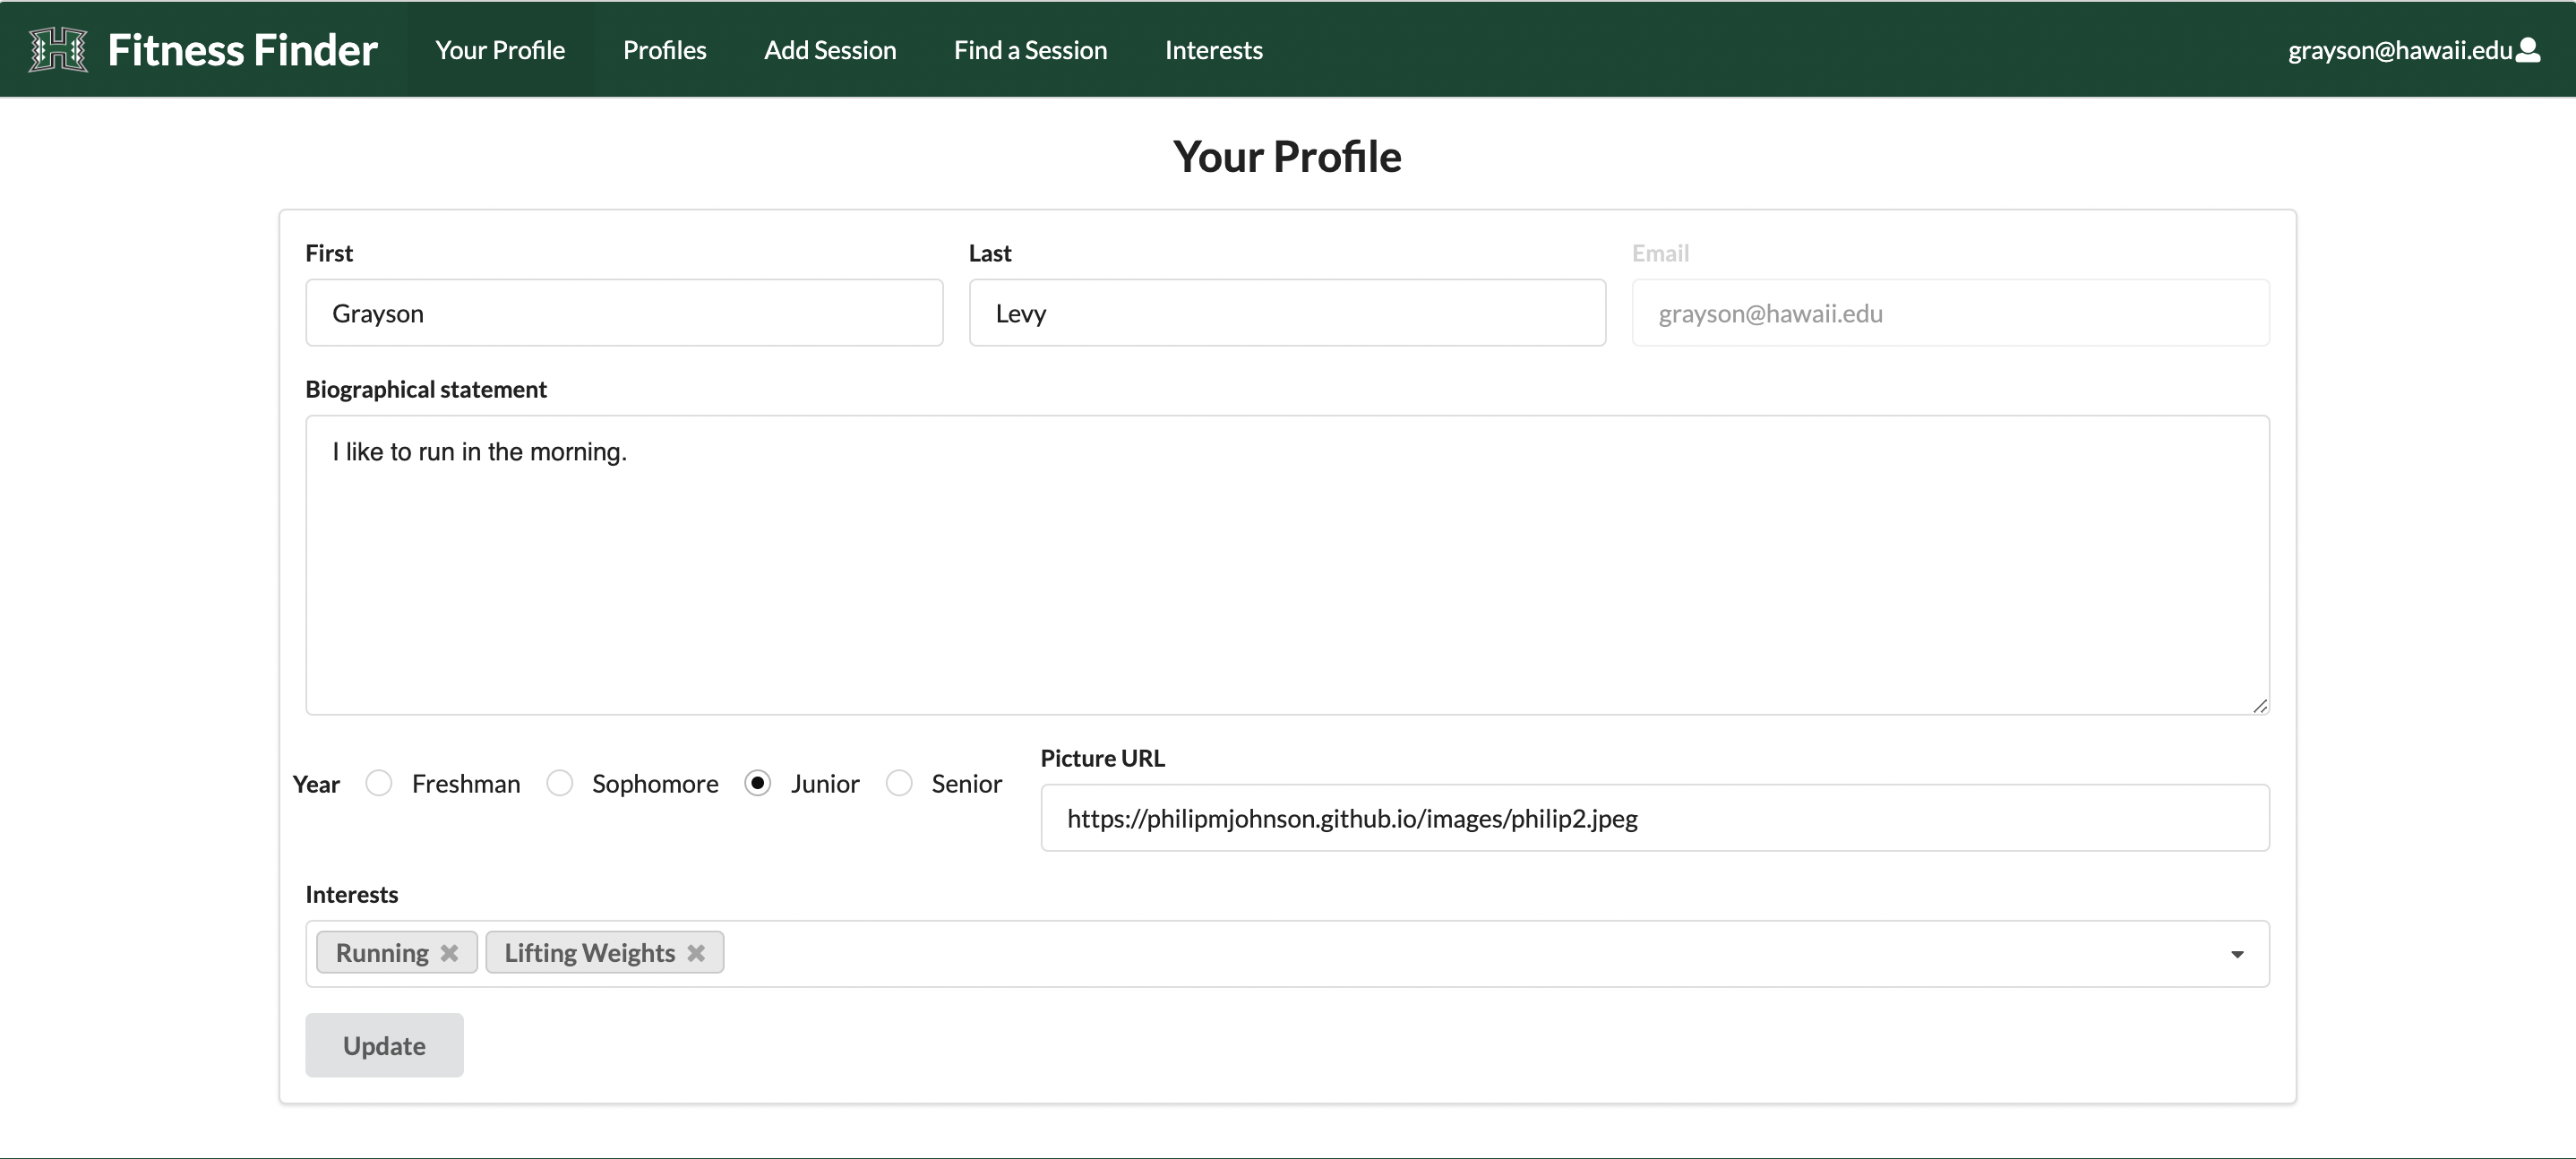 H Fitness Finder Your Profile Profiles Add Session Find a Session Interests grayson@hawaii.edu
Your Profile
First Last Email
Grayson Levy grayson@hawaii.edu
Biographical statement
I like to run in the morning.
Picture URL
Year Freshman Sophomore Junior Senior
https://philipmjohnson.github.io/images/philip2.jpeg
Interests
Running Lifting Weights
Update